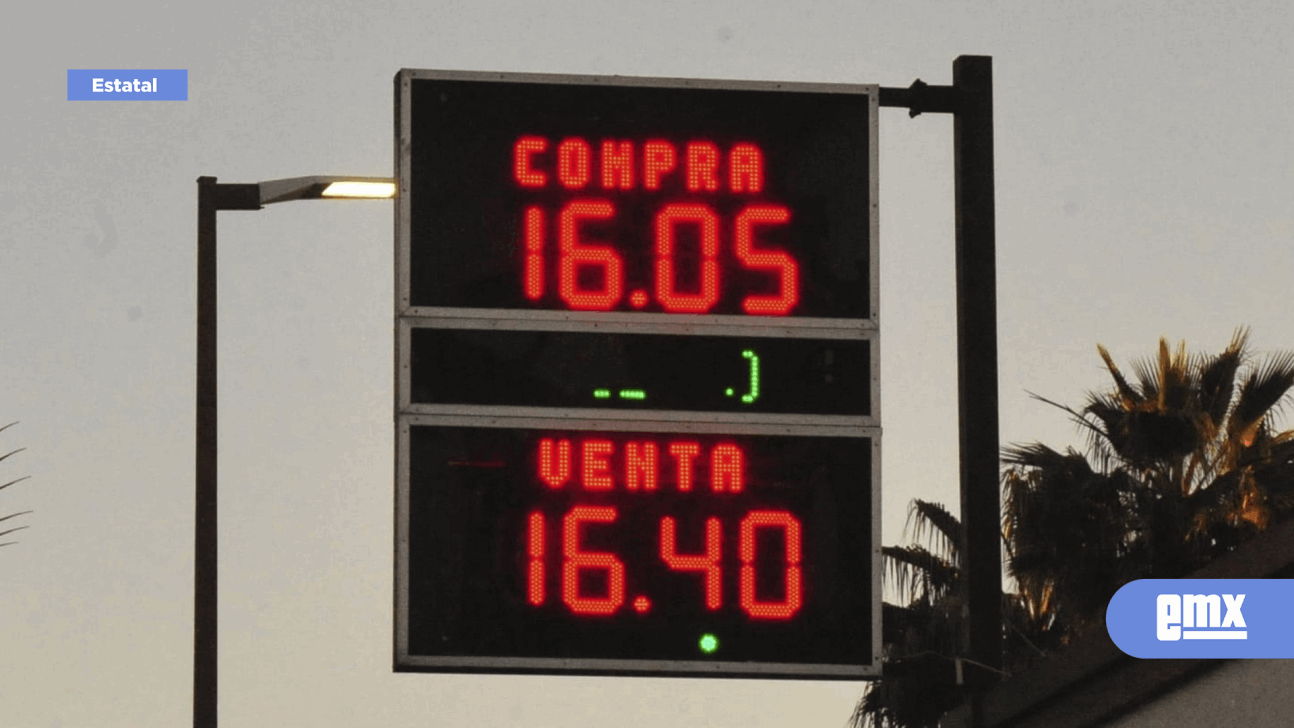 Estatal
COMPRA
16.05
VENTA
16.40
emx